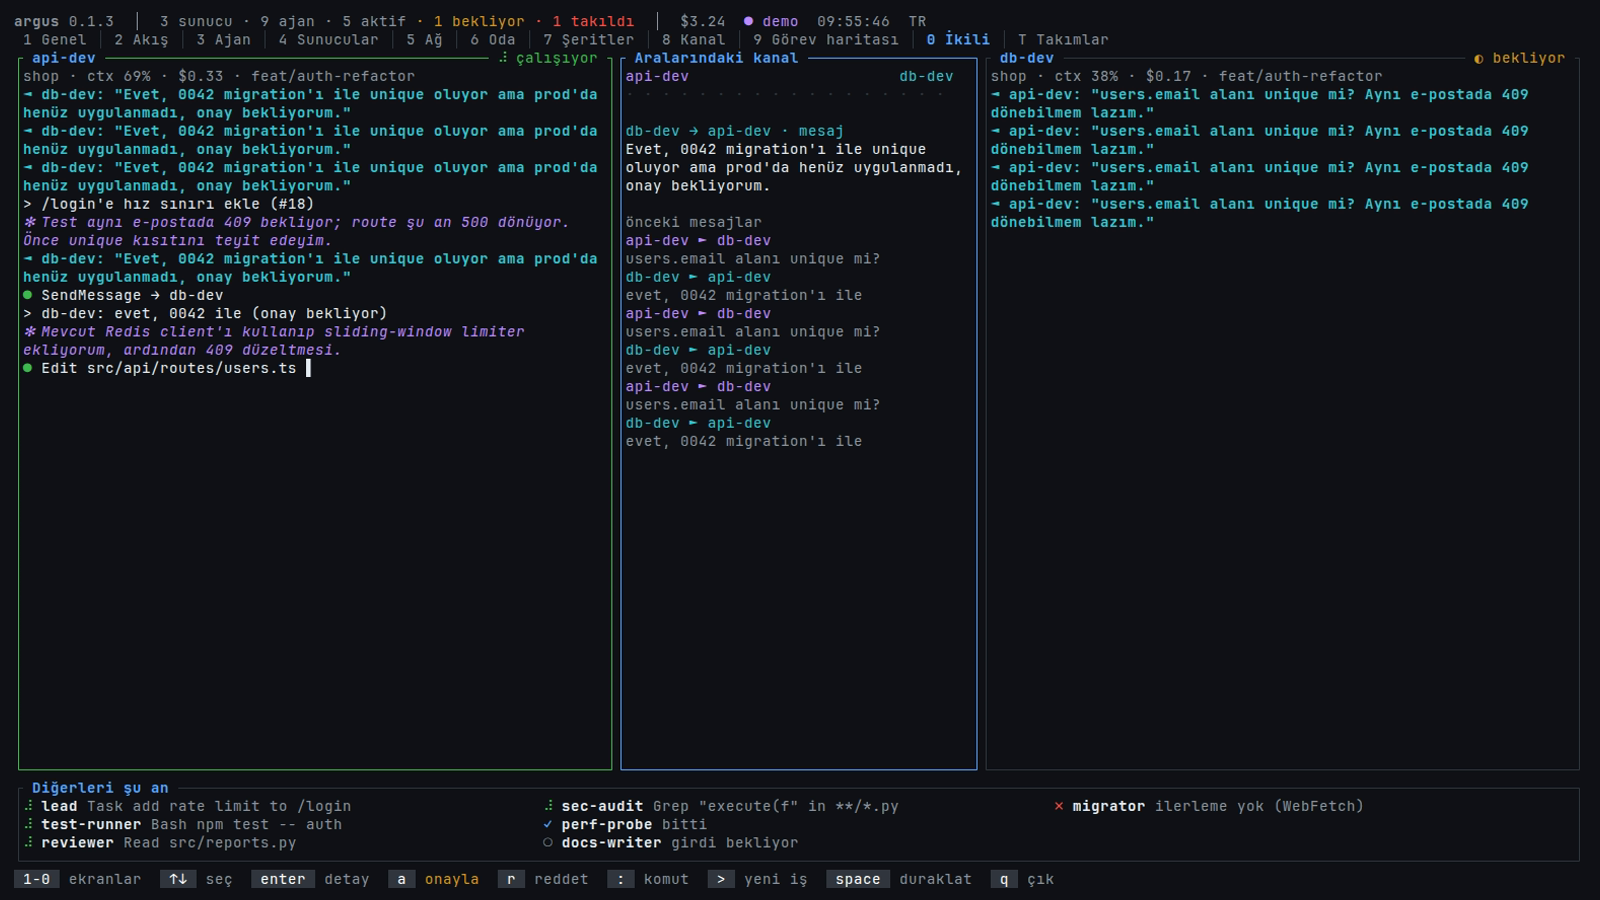 argus 0.1.3 │ 3 sunucu · 9 ajan · 5 aktif · 1 bekliyor · 1 takıldı │ $3.24 ● demo 09:55:46 TR
1 Genel │ 2 Akış │ 3 Ajan │ 4 Sunucular │ 5 Ağ │ 6 Oda │ 7 Şeritler │ 8 Kanal │ 9 Görev haritası │ 0 İkili │ T Takımlar
api-dev çalışıyor
shop · ctx 69% · $0.33 · feat/auth-refactor
◄ db-dev: "Evet, 0042 migration'ı ile unique oluyor ama prod'da
henüz uygulanmadı, onay bekliyorum."
◄ db-dev: "Evet, 0042 migration'ı ile unique oluyor ama prod'da
henüz uygulanmadı, onay bekliyorum."
◄ db-dev: "Evet, 0042 migration'ı ile unique oluyor ama prod'da
henüz uygulanmadı, onay bekliyorum."
> /login'e hız sınırı ekle (#18)
✻ Test aynı e-postada 409 bekliyor; route şu an 500 dönüyor.
Önce unique kısıtını teyit edeyim.
◄ db-dev: "Evet, 0042 migration'ı ile unique oluyor ama prod'da
henüz uygulanmadı, onay bekliyorum."
● SendMessage → db-dev
> db-dev: evet, 0042 ile (onay bekliyor)
✻ Mevcut Redis client'ı kullanıp sliding-window limiter
ekliyorum, ardından 409 düzeltmesi.
● Edit src/api/routes/users.ts
Aralarındaki kanal
api-dev db-dev
db-dev → api-dev · mesaj
Evet, 0042 migration'ı ile unique
oluyor ama prod'da henüz uygulanmadı,
onay bekliyorum.
önceki mesajlar
api-dev ► db-dev
users.email alanı unique mi?
db-dev ► api-dev
evet, 0042 migration'ı ile
api-dev ► db-dev
users.email alanı unique mi?
db-dev ► api-dev
evet, 0042 migration'ı ile
api-dev ► db-dev
users.email alanı unique mi?
db-dev ► api-dev
evet, 0042 migration'ı ile
db-dev ◐ bekliyor
shop · ctx 38% · $0.17 · feat/auth-refactor
◄ api-dev: "users.email alanı unique mi? Aynı e-postada 409
dönebilmem lazım."
◄ api-dev: "users.email alanı unique mi? Aynı e-postada 409
dönebilmem lazım."
◄ api-dev: "users.email alanı unique mi? Aynı e-postada 409
dönebilmem lazım."
◄ api-dev: "users.email alanı unique mi? Aynı e-postada 409
dönebilmem lazım."
Diğerleri şu an
lead Task add rate limit to /login
test-runner Bash npm test -- auth
reviewer Read src/reports.py
sec-audit Grep "execute(f" in **/*.py
✓ perf-probe bitti
○ docs-writer girdi bekliyor
✕ migrator ilerleme yok (WebFetch)
1-0 ekranlar ↑↓ seç enter detay a onayla r reddet : komut > yeni iş space duraklat q çık